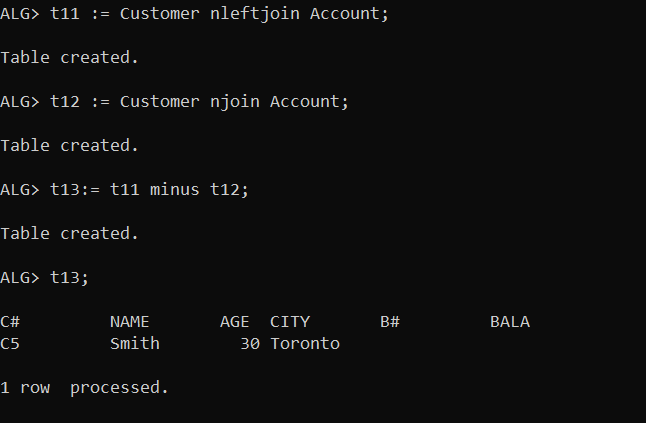 ALG> t11 := Customer nleftjoin Account;
Table created.
ALG> t12 := Customer njoin Account;
Table created.
ALG> t13:= t11 minus t12;
Table created.
ALG> t13;
C#         NAME       AGE  CITY       B#         BALA
C5         Smith        30 Toronto
1 row  processed.